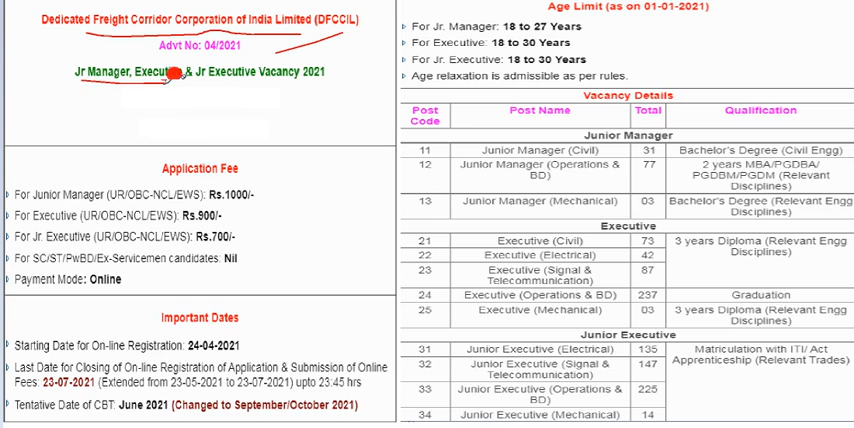 Dedicated Freight Corridor Corporation of India Limited (DFCCIL)
Advt No: 04/2021
Jr Manager, & Jr Executive Vacancy 2021
Application Fee
For Junior Manager (UR/OBC-NCL/EWS): Rs.1000/-
For Executive (UR/OBC-NCL/EWS): Rs.900/-
For Jr. Executive (UR/OBC-NCL/EWS): Rs.700/-
For SC/ST/PwBD/Ex-Servicemen candidates: Nil
Payment Mode: Online
Important Dates
Starting Date for On-line Registration: 24-04-2021
Last Date for Closing of On-line Registration of Application & Submission of Online
Fees: 23-07-2021 (Extended from 23-05-2021 to 23-07-2021) upto 23:45 hrs
Tentative Date of CBT: June 2021 (Changed to September/October 2021)
Age Limit (as on 01-01-2021)
For Jr. Manager: 18 to 27 Years
For Executive: 18 to 30 Years
For Jr. Executive: 18 to 30 Years
Age relaxation is admissible as per rules.
Vacancy Details
Post Code Post Name Total Qualification
Junior Manager
11 Junior Manager (Civil) 31 Bachelor's Degree (Civil Engg)
12 Junior Manager (Operations & BD) 77 2 years MBA/PGDBA/ PGDBM/PGDM (Relevant Disciplines)
13 Junior Manager (Mechanical) 03 Bachelor's Degree (Relevant Engg Disciplines)
Executive
21 Executive (Civil) 73 3 years Diploma (Relevant Engg Disciplines)
22 Executive (Electrical) 42
23 Executive (Signal & Telecommunication) 87
24 Executive (Operations & BD) 237 Graduation
25 Executive (Mechanical) 03 3 years Diploma (Relevant Engg Disciplines)
Junior Executive
31 Junior Executive (Electrical) 135 Matriculation with ITI/ Act Apprenticeship (Relevant Trades)
32 Junior Executive (Signal & Telecommunication) 147
33 Junior Executive (Operations & BD) 225
34 Junior Executive (Mechanical) 14